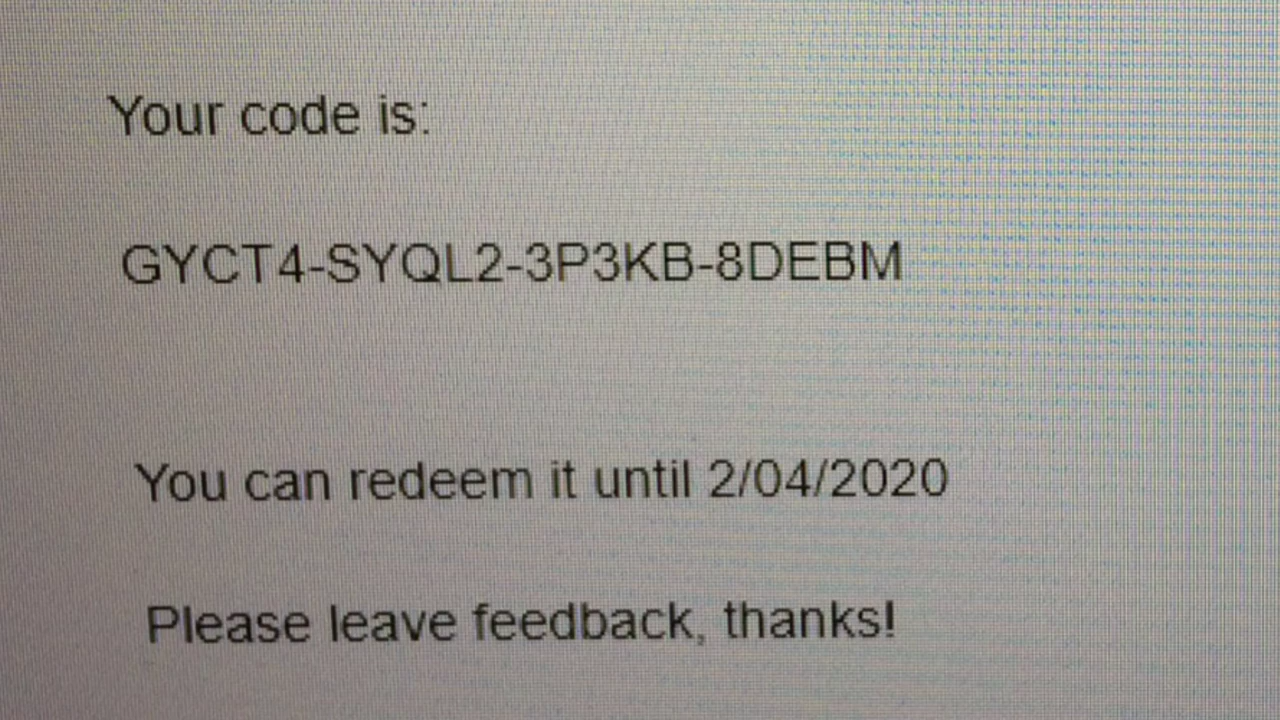 Your code is:
GYCT4-SYQL2-3P3KB-8DEBM
You can redeem it until 2/04/2020
Please leave feedback, thanks!